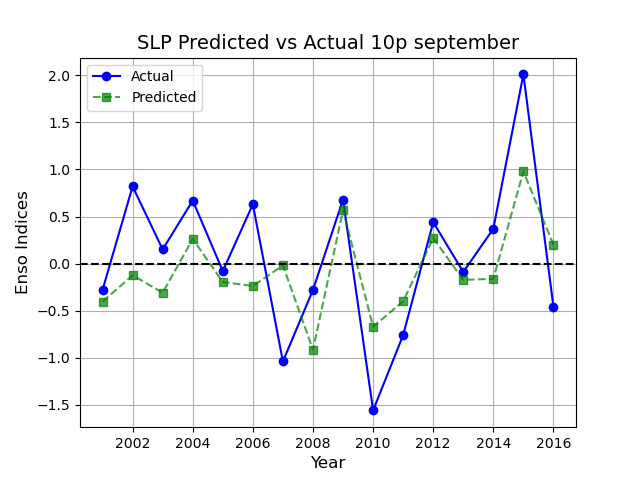 SLP Predicted vs Actual 10p september
Actual
Predicted
2.0
1.5
1.0
0.5
0.0
−0.5
−1.0
−1.5
Enso Indices
2002 2004 2006 2008 2010 2012 2014 2016
Year